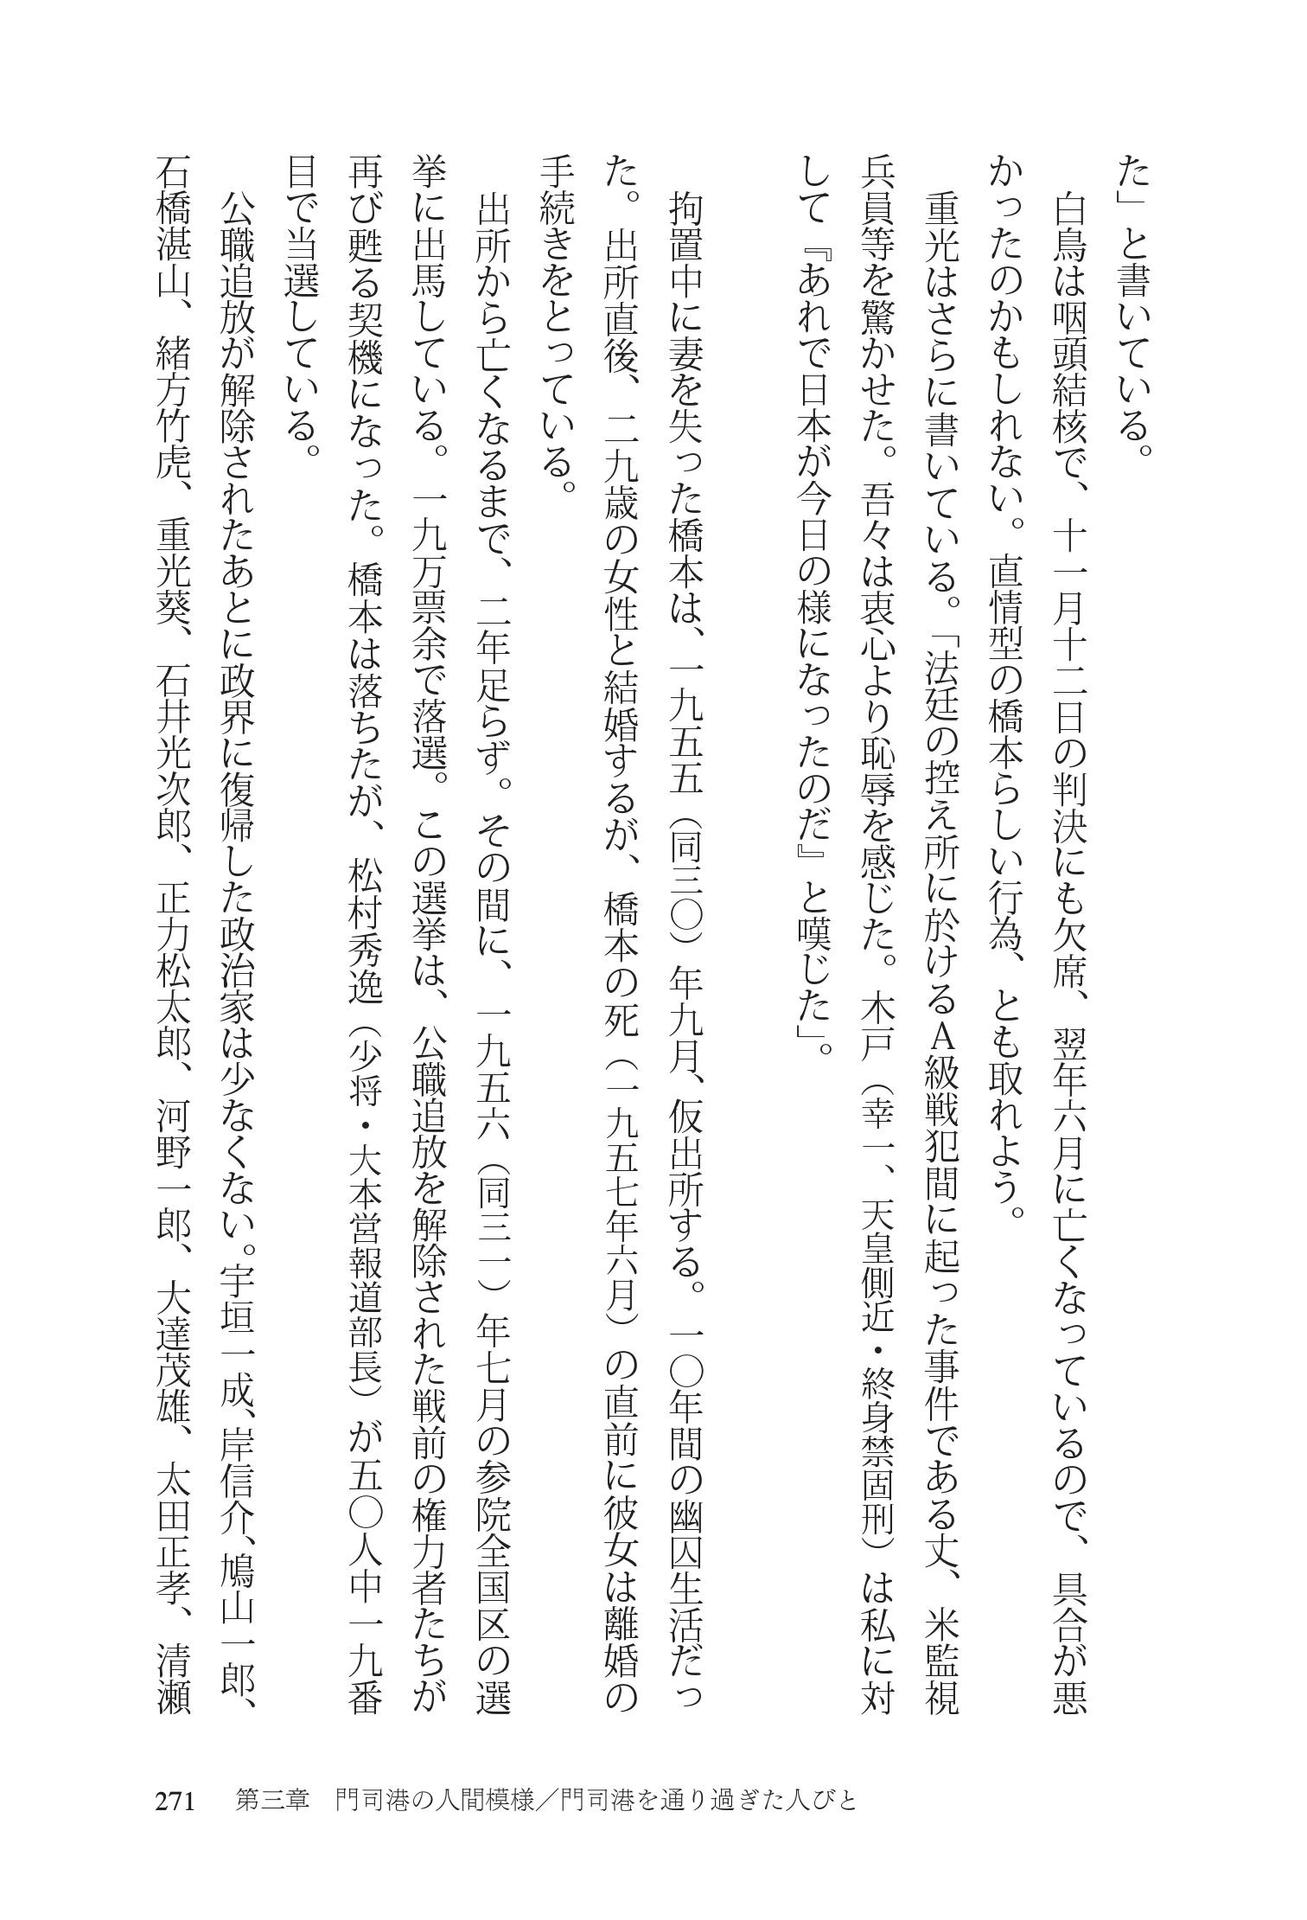 た」と書いている。
　白鳥は咽頭結核で、十一月十二日の判決にも欠席、翌年六月に亡くなっているので、具合が悪
かったのかもしれない。直情型の橋本らしい行為、とも取れよう。
　重光はさらに書いている。「法廷の控え所に於けるA級戦犯間に起った事件である丈、米監視
兵員等を驚かせた。吾々は衷心より恥辱を感じた。木戸（幸一、天皇側近・終身禁固刑）は私に対
して『あれで日本が今日の様になったのだ』と嘆じた」。
　拘置中に妻を失った橋本は、一九五五（同三〇）年九月、仮出所する。一〇年間の幽囚生活だっ
た。出所直後、二九歳の女性と結婚するが、橋本の死（一九五七年六月）の直前に彼女は離婚の
手続きをとっている。
　出所から亡くなるまで、二年足らず。その間に、一九五六（同三一）年七月の参院全国区の選
挙に出馬している。一九万票余で落選。この選挙は、公職追放を解除された戦前の権力者たちが
再び甦る契機になった。橋本は落ちたが、松村秀逸（少将・大本営報道部長）が五〇人中一九番
目で当選している。
　公職追放が解除されたあとに政界に復帰した政治家は少なくない。宇垣一成、岸信介、鳩山一郎、
石橋湛山、緒方竹虎、重光葵、石井光次郎、正力松太郎、河野一郎、大達茂雄、太田正孝、清瀬
271　第三章　門司港の人間模様／門司港を通り過ぎた人びと